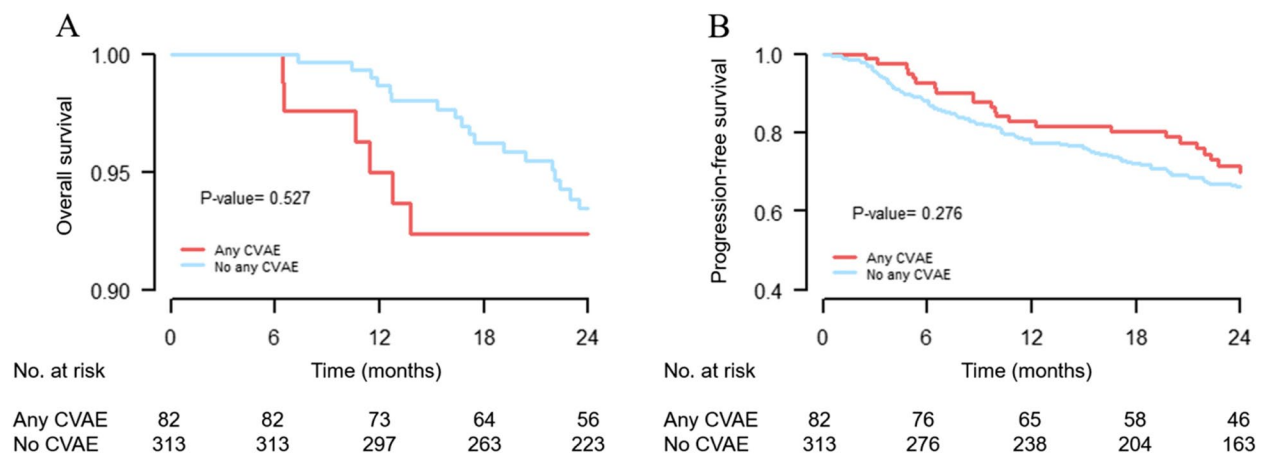 A
Overall survival
1.00
0.95
0.90
P-value= 0.527
Any CVAE
No any CVAE
0 6 12 18 24
No. at risk Time (months)
Any CVAE 82 82 73 64 56
No CVAE 313 313 297 263 223
B
Progression-free survival
1.0
0.8
0.6
0.4
P-value= 0.276
Any CVAE
No any CVAE
0 6 12 18 24
No. at risk Time (months)
Any CVAE 82 76 65 58 46
No CVAE 313 276 238 204 163